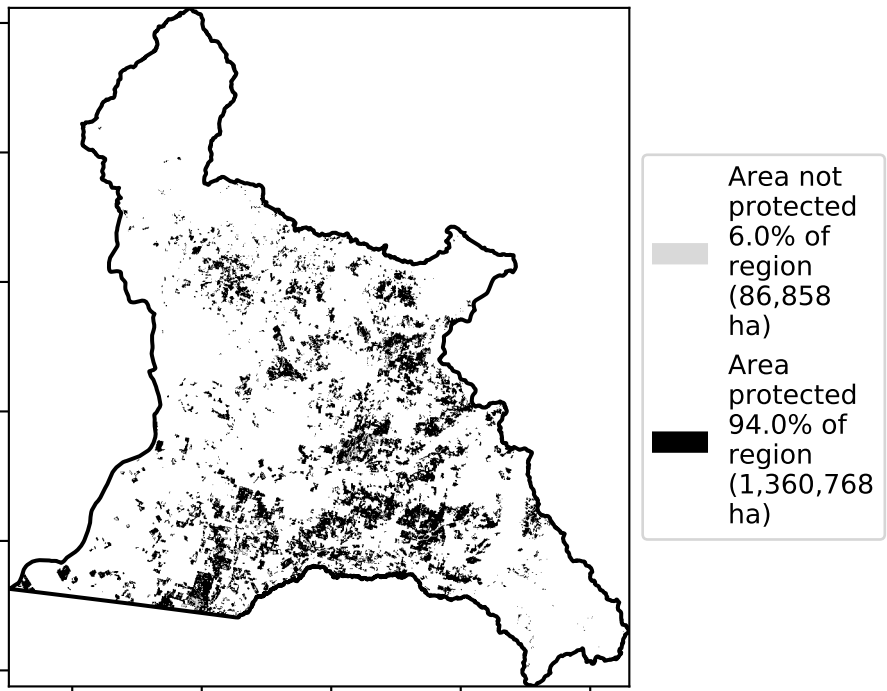 Area not
protected
6.0% of
region
(86,858
ha)
Area
protected
94.0% of
region
(1,360,768
ha)